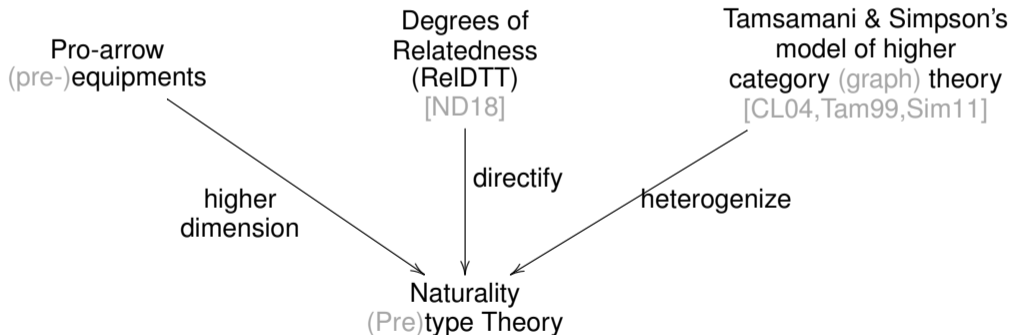 Pro-arrow
(pre-)equipments
Degrees of
Relatedness
(RelDTT)
[ND18]
Tamsamani & Simpson's
model of higher
category (graph) theory
[CL04,Tam99,Sim11]
higher
dimension
directify
heterogenize
Naturality
(Pre)type Theory